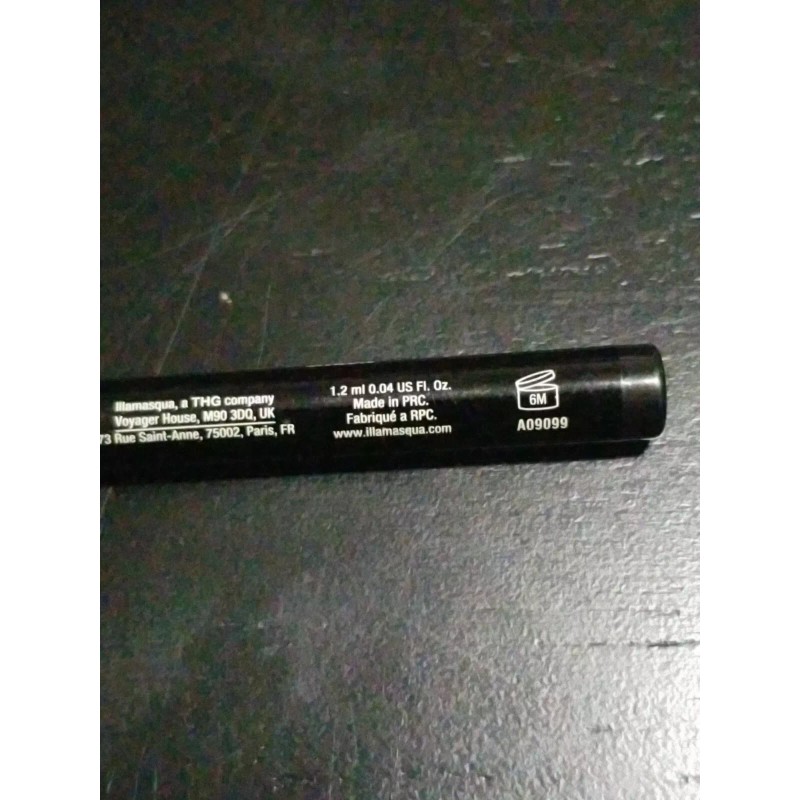 Illamasqua, a THG company
Voyager House, M90 3DQ, UK
73 Rue Saint-Anne, 75002, Paris, FR
1.2 ml 0.04 US Fl. Oz.
Made in PRC.
Fabriqué a RPC.
www.illamasqua.com
6M
A09099